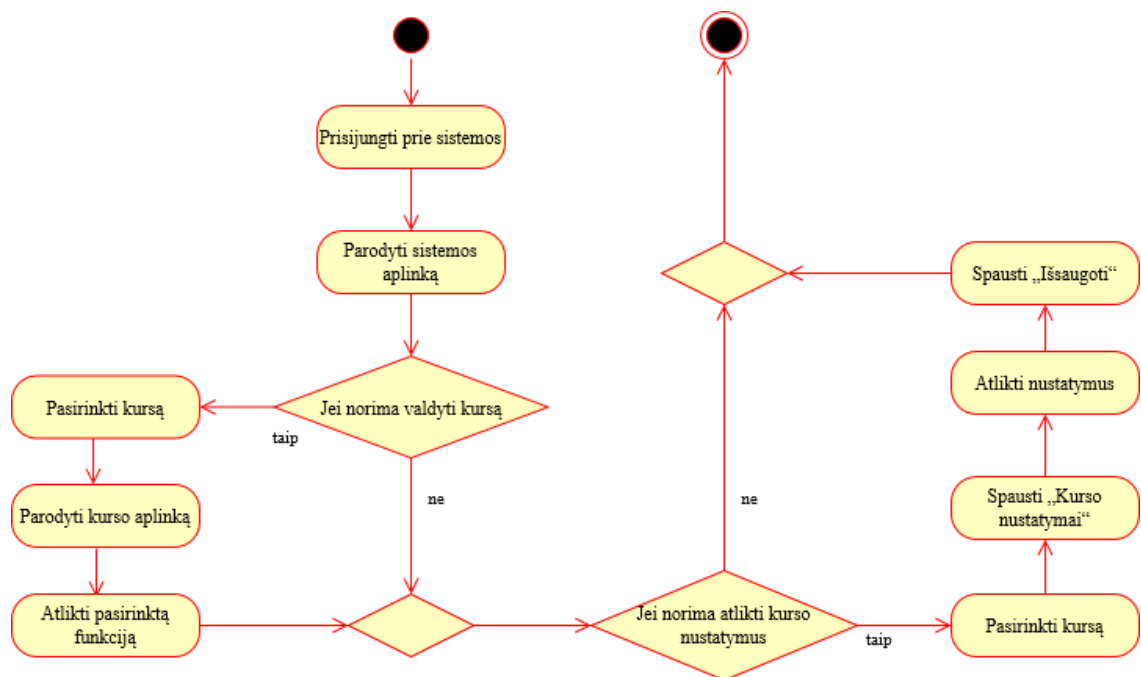 Prisijungti prie sistemos
Parodyti sistemos
aplinką
Jei norima valdyti kursą
taip
ne
Pasirinkti kursą
Parodyti kurso aplinką
Atlikti pasirinktą
funkciją
Jei norima atlikti kurso
nustatymus
ne
taip
Pasirinkti kursą
Spausti „Kurso
nustatymai“
Atlikti nustatymus
Spausti „Išsaugoti“